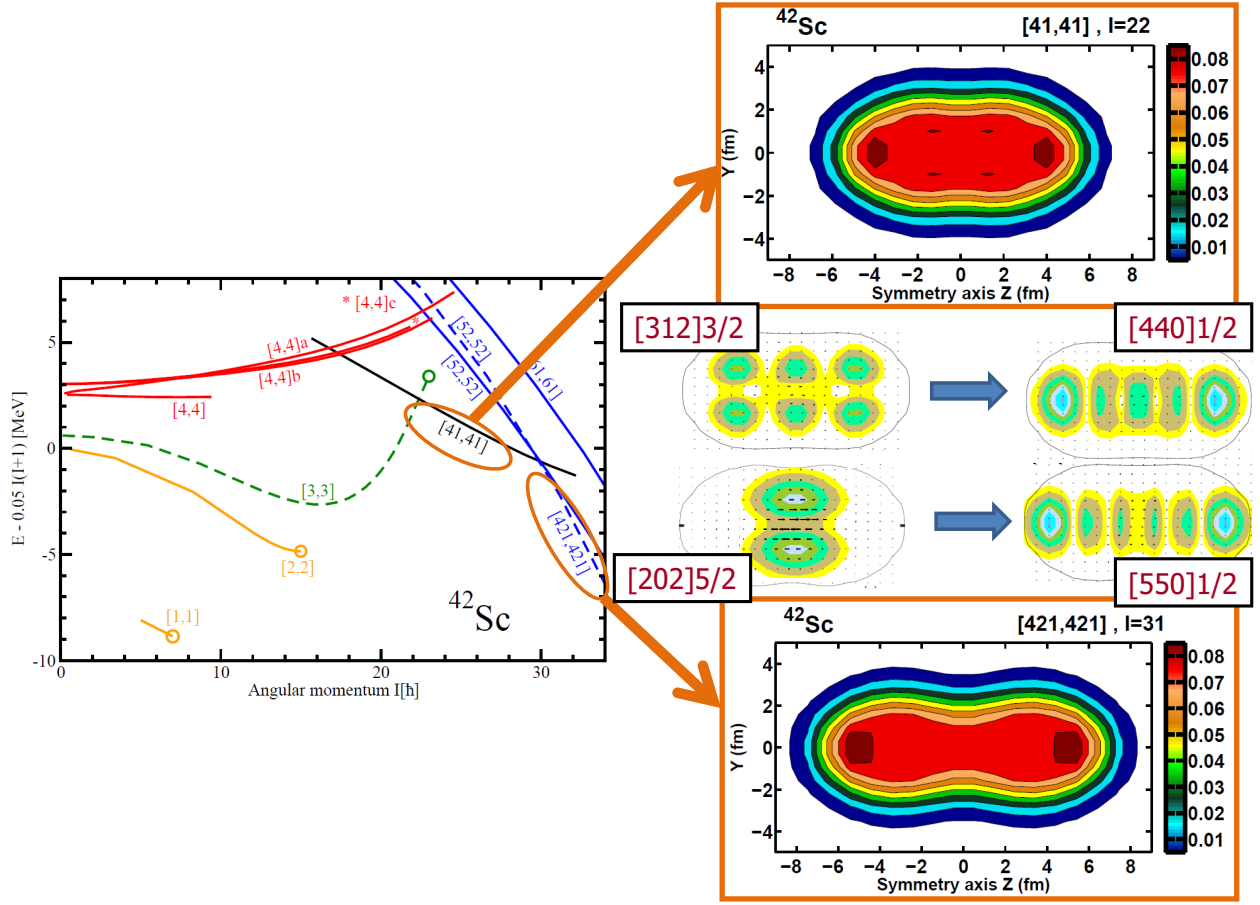 42Sc
[41,41] , I=22
4
2
0
−2
−4
Y (fm)
−8 −6 −4 −2 0 2 4 6 8
Symmetry axis Z (fm)
0.08
0.07
0.06
0.05
0.04
0.03
0.02
0.01
E - 0.05 I(I+1) [MeV]
5
0
-5
-10
0 10 20 30
Angular momentum I[ħ]
* [4,4]c
*
[4,4]a
[4,4]b
[4,4]
[52,52]
[52,52]
[41,41]
[3,3]
[421,421]
[2,2]
[1,1]
42Sc
[312]3/2
[440]1/2
[202]5/2
[550]1/2
42Sc
[421,421] , I=31
4
2
0
−2
−4
Y (fm)
−8 −6 −4 −2 0 2 4 6 8
Symmetry axis Z (fm)
0.08
0.07
0.06
0.05
0.04
0.03
0.02
0.01